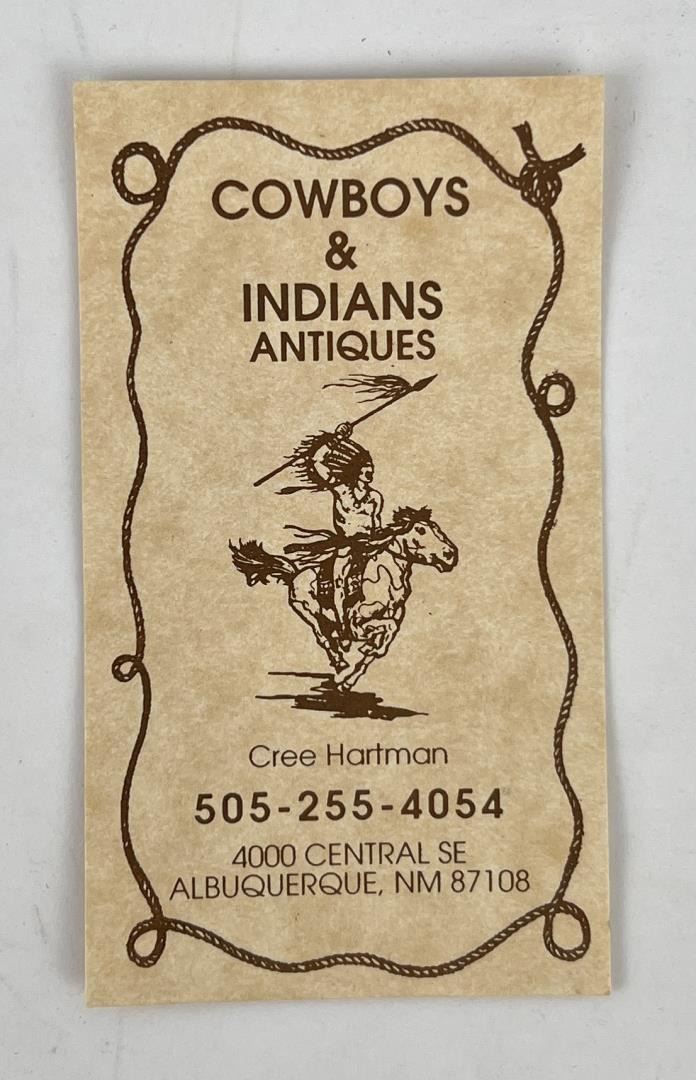 COWBOYS
&
INDIANS
ANTIQUES
Cree Hartman
505-255-4054
4000 CENTRAL SE
ALBUQUERQUE, NM 87108